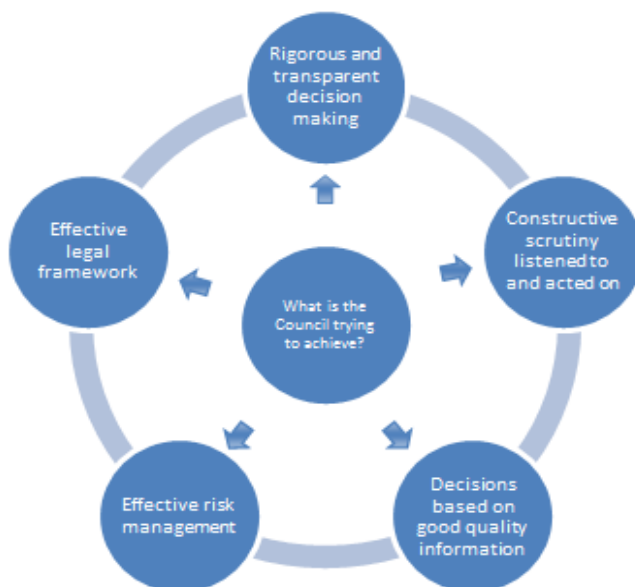 Rigorous and
transparent
decision
making
Constructive
scrutiny
listened to
and acted on
Decisions
based on
good quality
information
Effective risk
management
Effective
legal
framework
What is the
Council trying
to achieve?